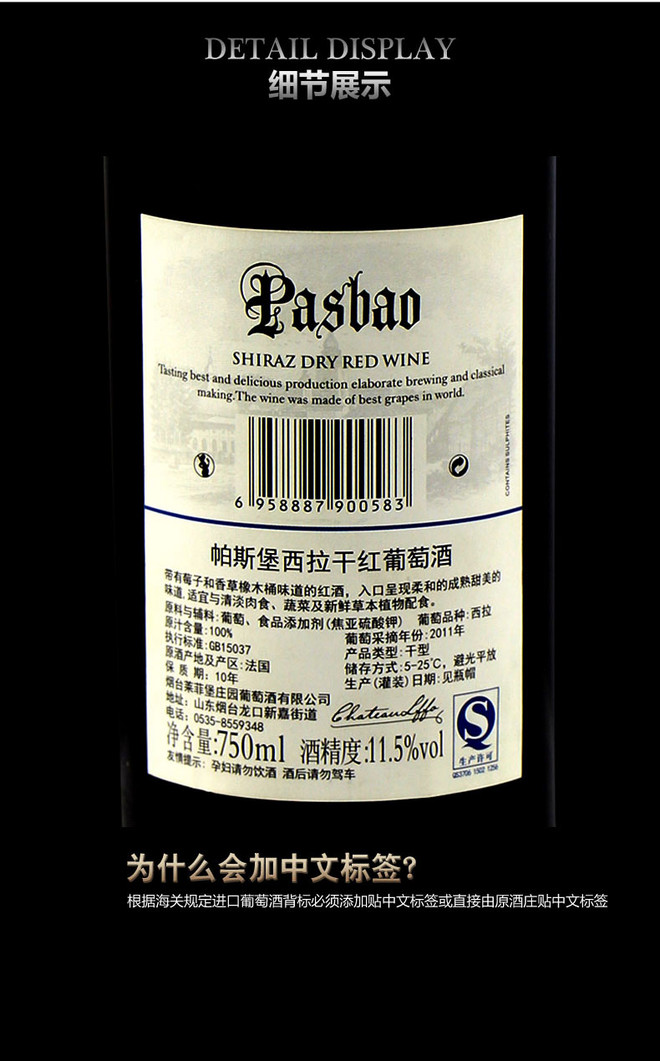 DETAIL DISPLAY
细节展示
Pasbao
SHIRAZ DRY RED WINE
Tasting best and delicious production elaborate brewing and classical
making.The wine was made of best grapes in world.
CONTAINS SULPHITES
6 958887 900583
帕斯堡西拉干红葡萄酒
带有莓子和香草橡木桶味道的红酒，入口呈现柔和的成熟甜美的
味道.适宜与清淡肉食、蔬菜及新鲜草本植物配食。
原料与辅料:葡萄、食品添加剂(焦亚硫酸钾) 葡萄品种:西拉
原汁含量:100%
葡萄采摘年份:2011年
执行标准:GB15037
产品类型:干型
原酒产地及产区:法国
储存方式:5-25℃，避光平放
保 质 期：10年
生产(灌装)日期:见瓶帽
烟台莱菲堡庄园葡萄酒有限公司
地址：山东烟台龙口新嘉街道
电话：0535-8559348
净含量:750ml 酒精度:11.5%vol
生产许可
QS3706 1502 1256
友情提示：孕妇请勿饮酒 酒后请勿驾车
为什么会加中文标签?
根据海关规定进口葡萄酒背标必须添加贴中文标签或直接由原酒庄贴中文标签